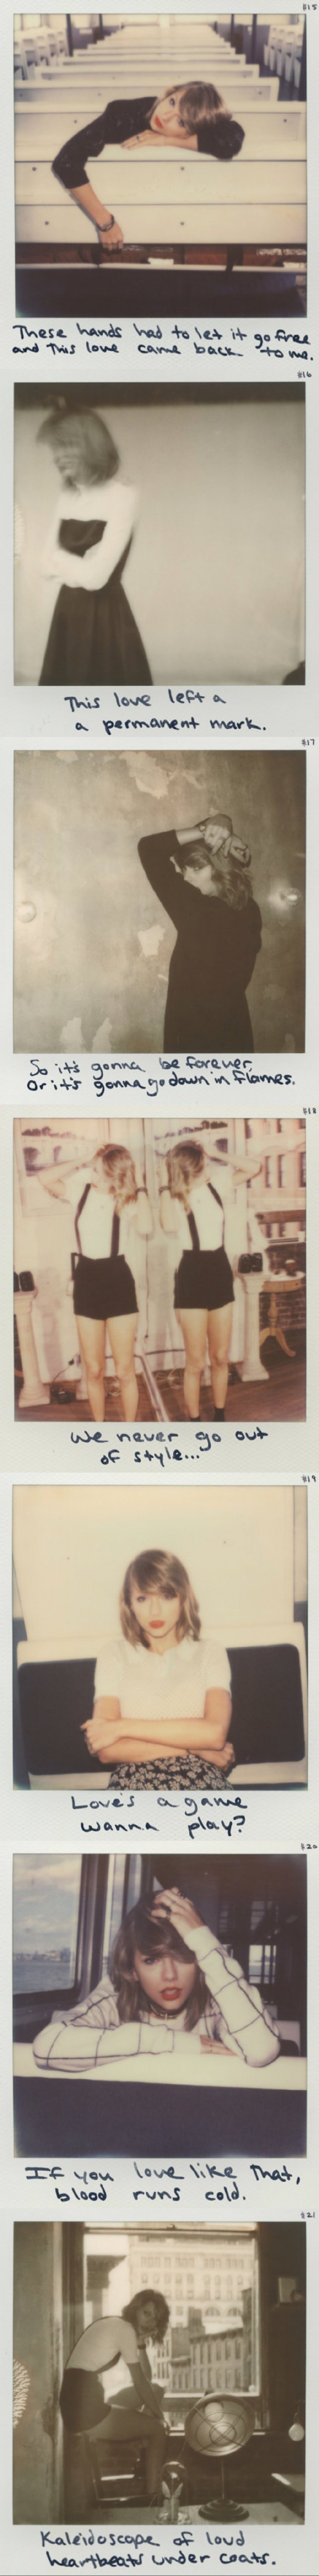 #15
These hands had to let it go free
and this love came back to me.
#16
This love left a
a permanent mark.
#17
So it's gonna be forever,
Or it's gonna go down in flames.
#18
We never go out
of style...
#19
Love's a game
wanna play?
#20
If you love like that,
blood runs cold.
#21
Kaleidoscope of loud
heartbeats under coats.